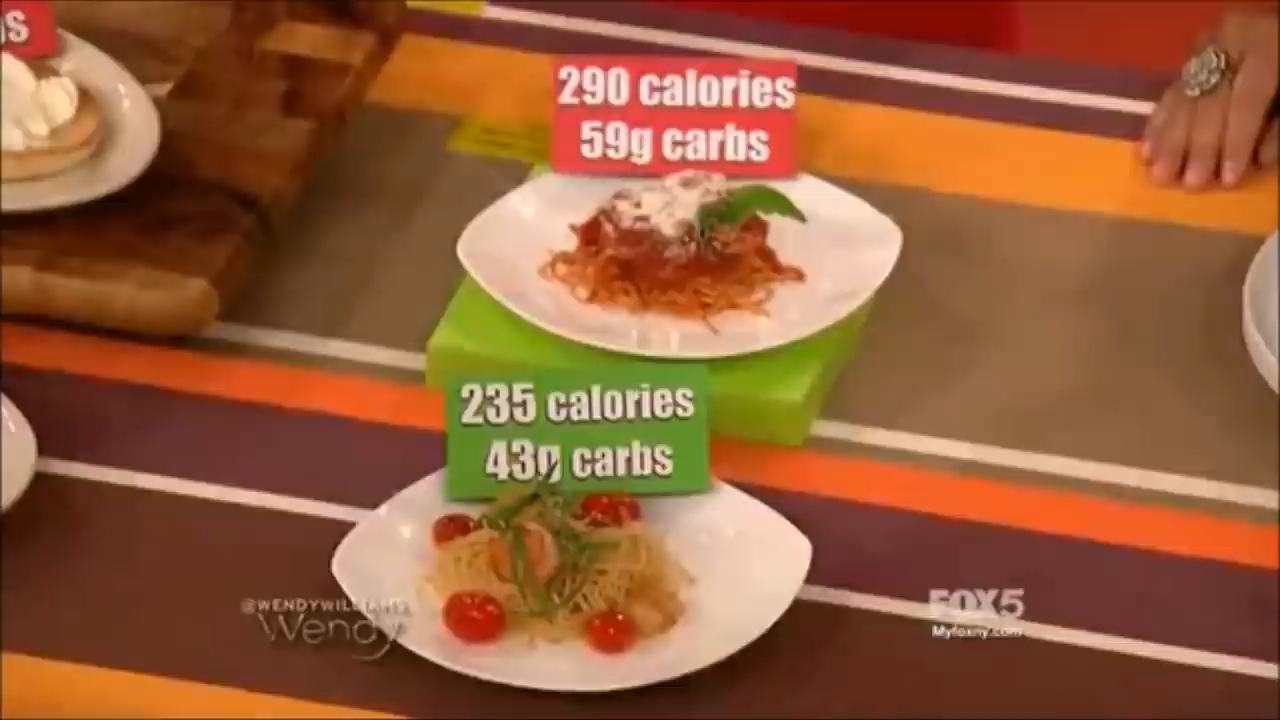 s
290 calories
59g carbs
235 calories
43g carbs
@WENDYWILLIAMS
Wendy
FOX5
Myfoxny.com